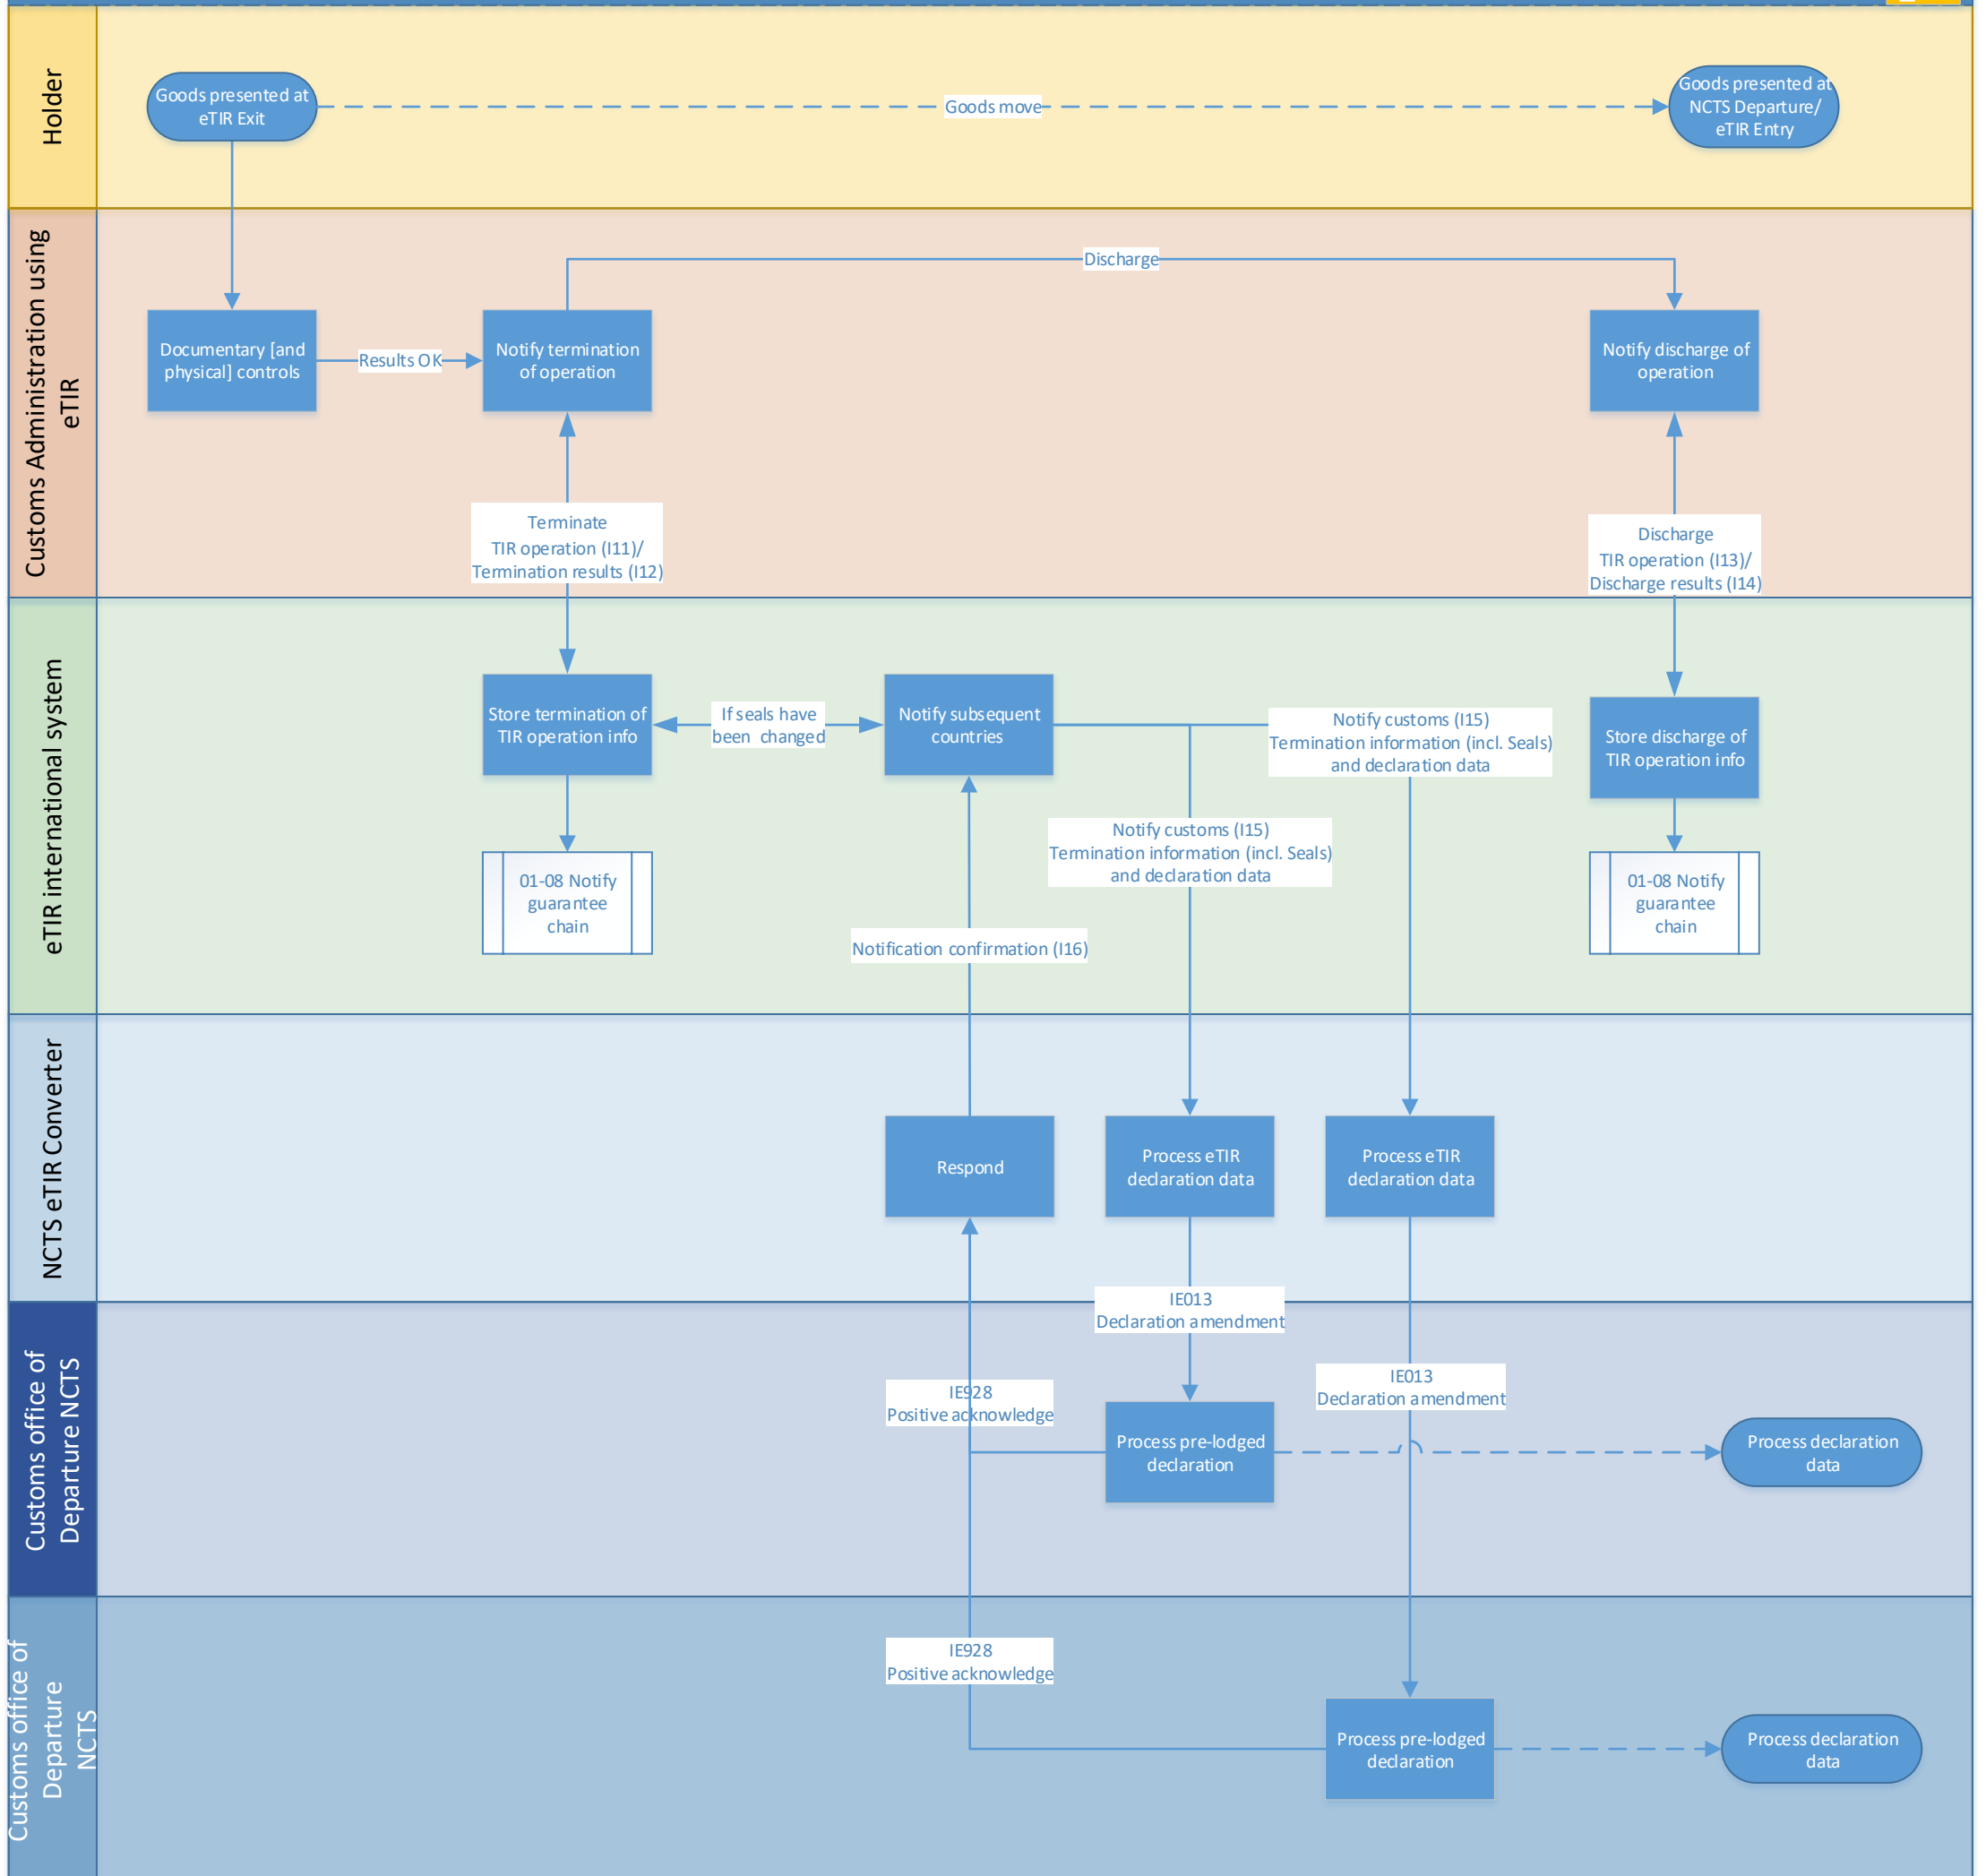 Holder
Goods presented at
eTIR Exit
Goods move
Goods presented at
NCTS Departure/
eTIR Entry
Customs Administration using
eTIR
Discharge
Documentary [and
physical] controls
Results OK
Notify termination
of operation
Notify discharge of
operation
Terminate
TIR operation (I11)/
Termination results (I12)
Discharge
TIR operation (I13)/
Discharge results (I14)
eTIR international system
Store termination of
TIR operation info
If seals have
been changed
Notify subsequent
countries
Notify customs (I15)
Termination information (incl. Seals)
and declaration data
Store discharge of
TIR operation info
Notify customs (I15)
Termination information (incl. Seals)
and declaration data
01-08 Notify
guarantee
chain
01-08 Notify
guarantee
chain
Notification confirmation (I16)
NCTS eTIR Converter
Respond
Process eTIR
declaration data
Process eTIR
declaration data
IE013
Declaration amendment
Customs office of
Departure NCTS
IE928
Positive acknowledge
IE013
Declaration amendment
Process pre-lodged
declaration
Process declaration
data
Customs office of
Departure
NCTS
IE928
Positive acknowledge
Process pre-lodged
declaration
Process declaration
data